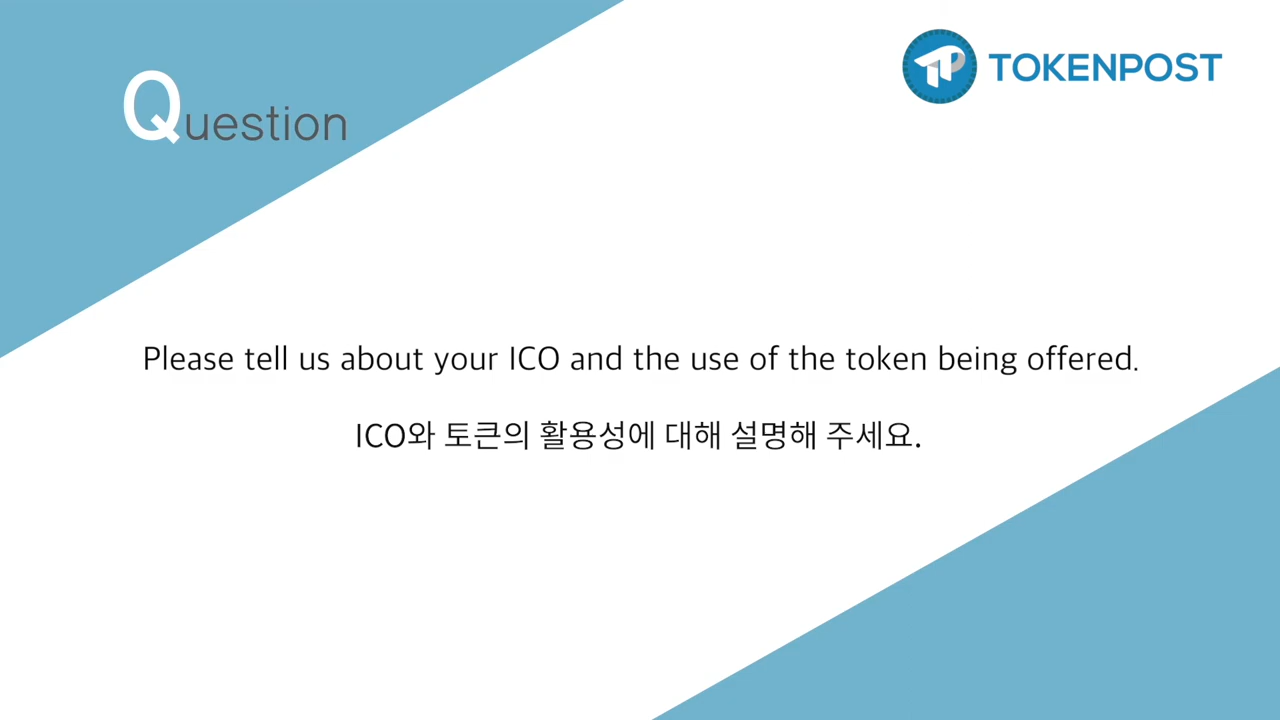 Question
TOKENPOST
Please tell us about your ICO and the use of the token being offered.
ICO와 토큰의 활용성에 대해 설명해 주세요.